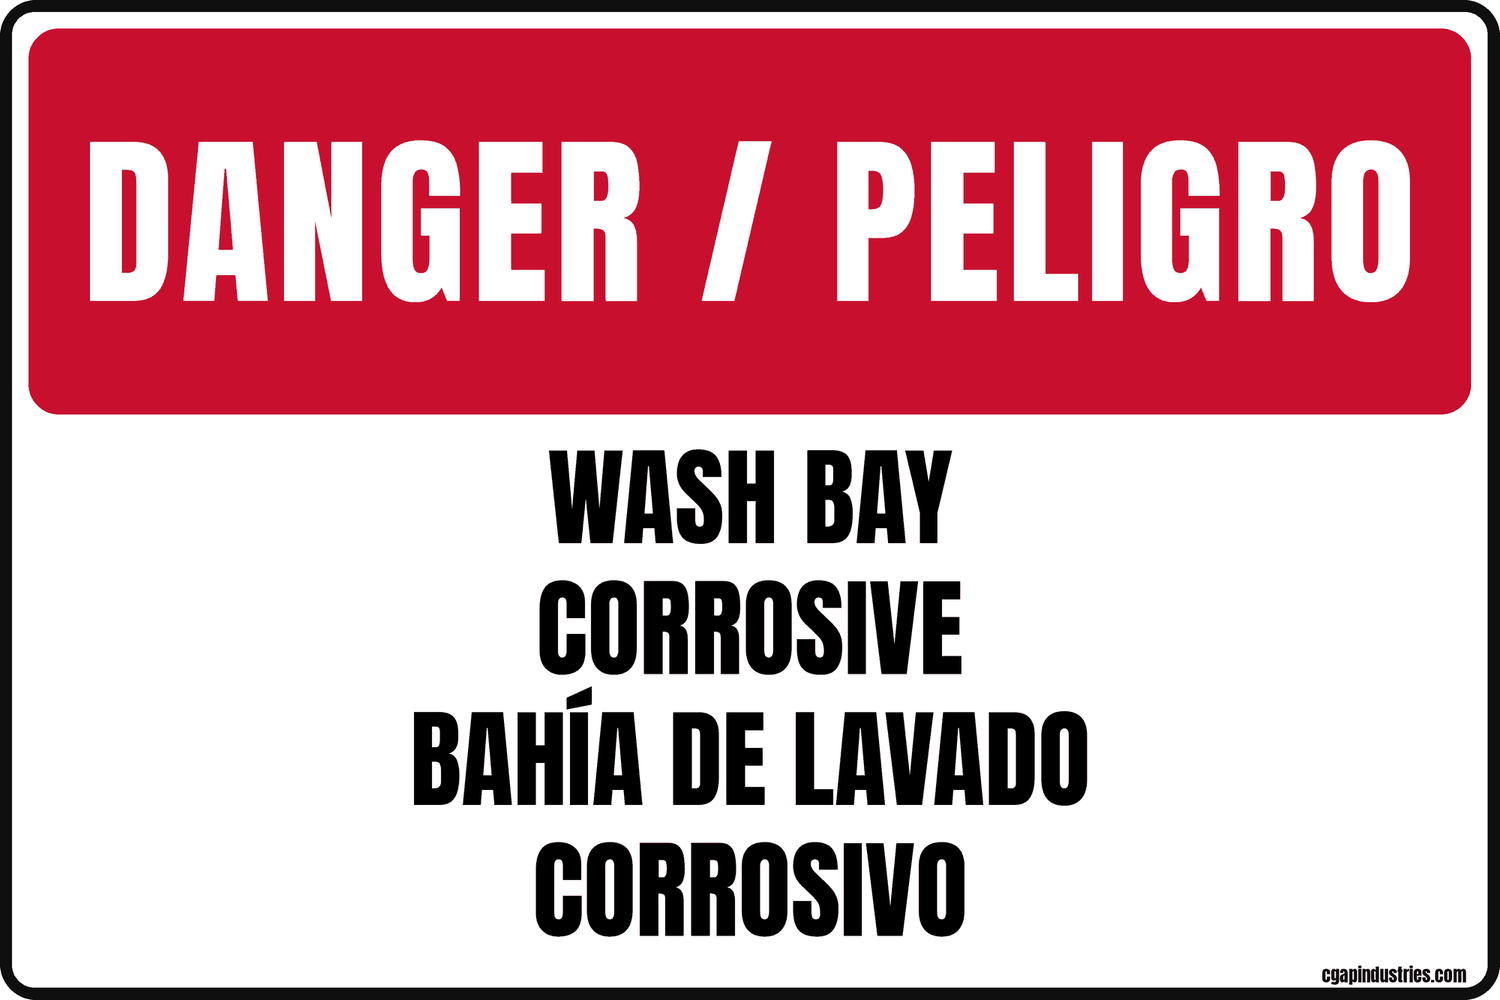 DANGER / PELIGRO
WASH BAY
CORROSIVE
BAHÍA DE LAVADO
CORROSIVO
cgapindustries.com